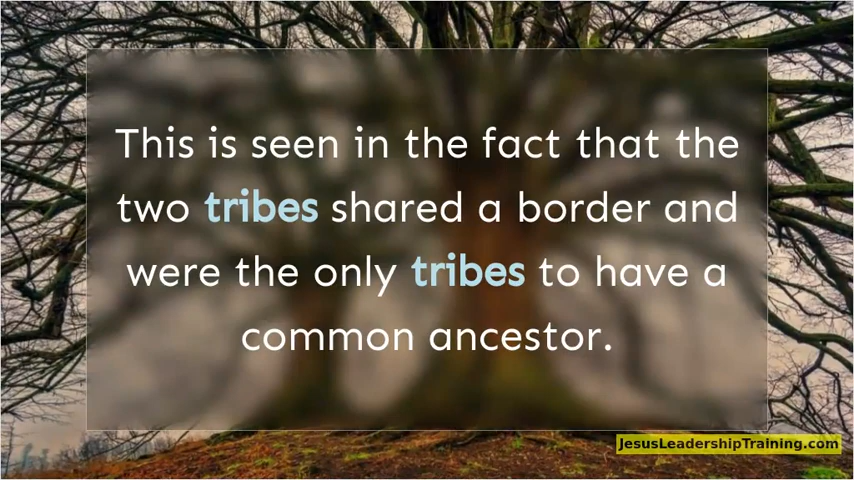 This is seen in the fact that the
two tribes shared a border and
were the only tribes to have a
common ancestor.
JesusLeadershipTraining.com